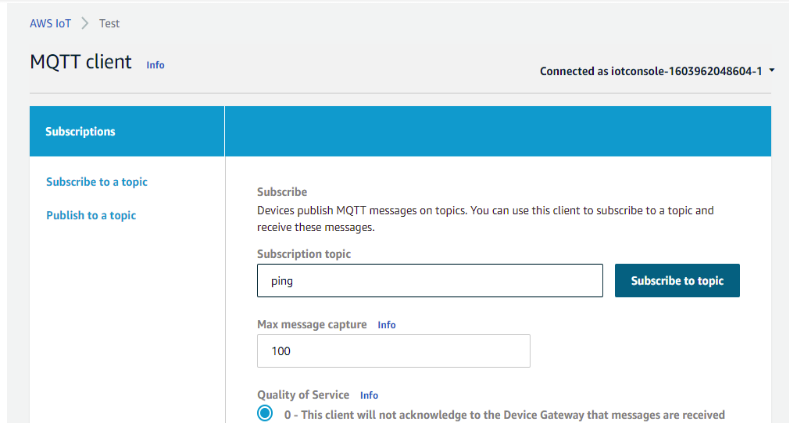 AWS IoT > Test
MQTT client Info
Connected as iotconsole-1603962048604-1
Subscriptions
Subscribe to a topic
Publish to a topic
Subscribe
Devices publish MQTT messages on topics. You can use this client to subscribe to a topic and
receive these messages.
Subscription topic
ping
Subscribe to topic
Max message capture Info
100
Quality of Service Info
0 - This client will not acknowledge to the Device Gateway that messages are received